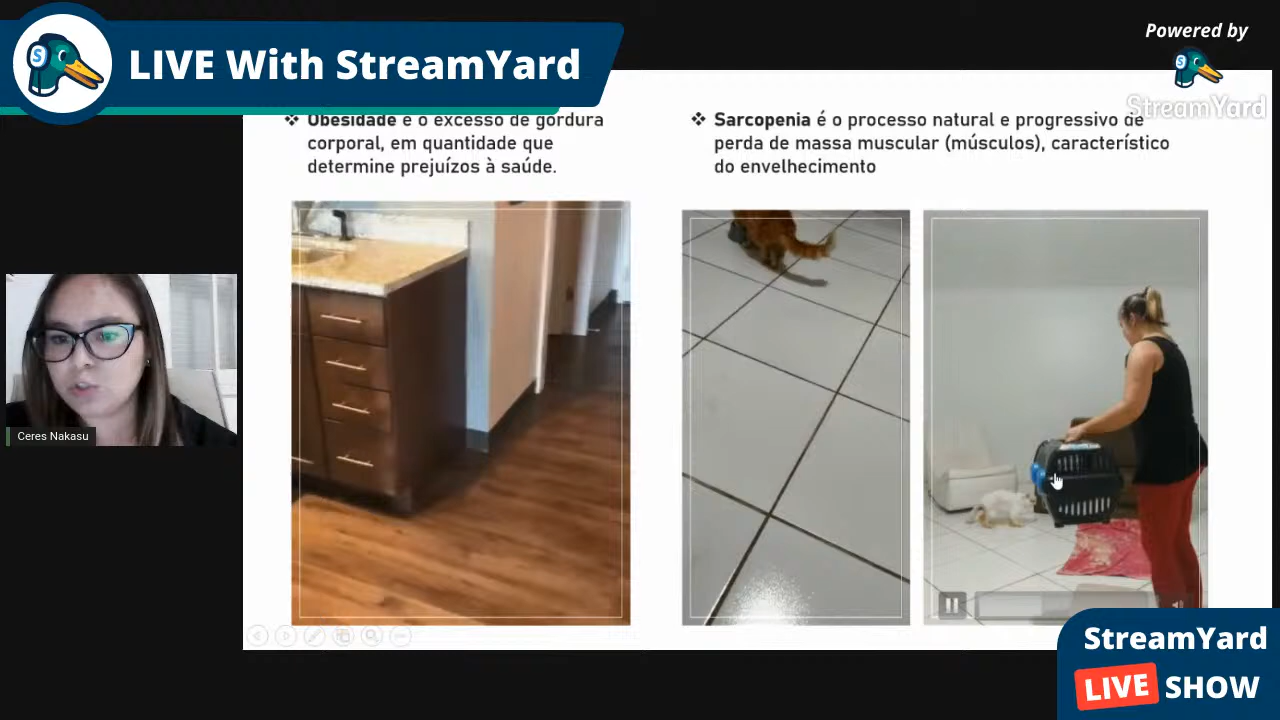 LIVE With StreamYard
Powered by
StreamYard
❖ Obesidade é o excesso de gordura
corporal, em quantidade que
determine prejuízos à saúde.
❖ Sarcopenia é o processo natural e progressivo de
perda de massa muscular (músculos), característico
do envelhecimento
Ceres Nakasu
StreamYard
LIVE SHOW